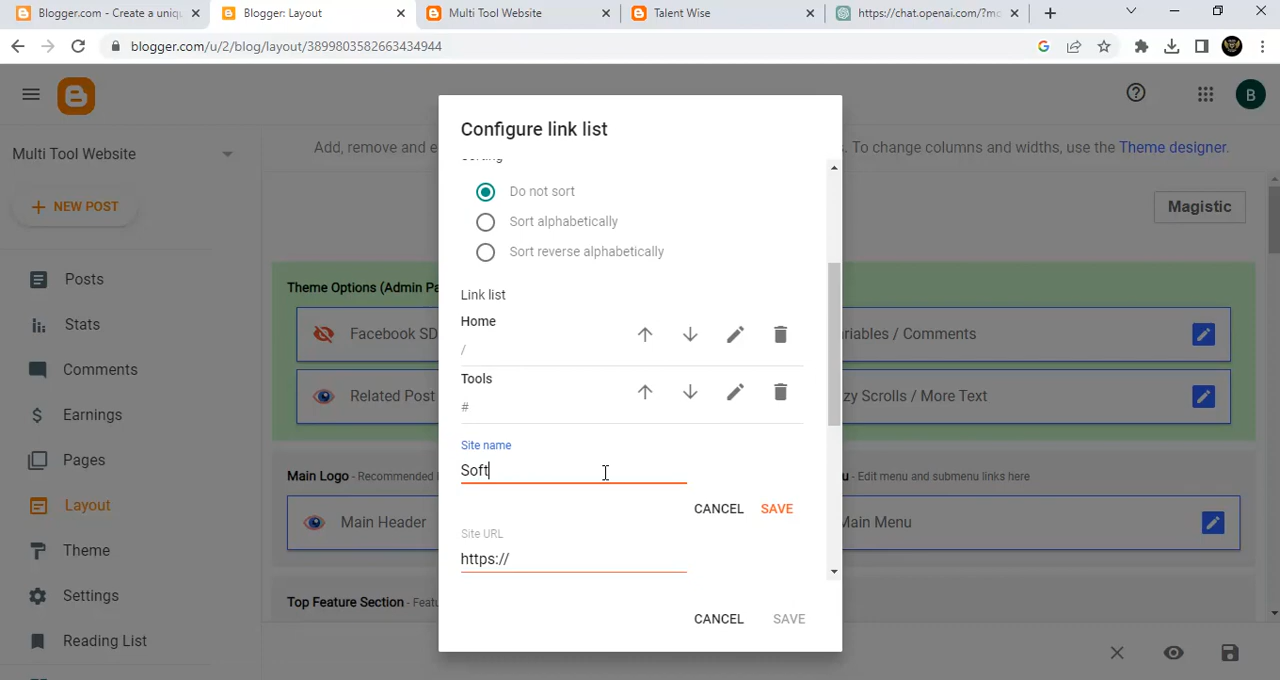 Blogger.com - Create a uniqu
Blogger: Layout
Multi Tool Website
Talent Wise
https://chat.openai.com/?mo
blogger.com/u/2/blog/layout/3899803582663434944
B
Multi Tool Website
Add, remove and e
. To change columns and widths, use the Theme designer.
NEW POST
Magistic
Posts
Stats
Comments
Earnings
Pages
Layout
Theme
Settings
Reading List
Theme Options (Admin Pa
Facebook SD
ariables / Comments
Related Post
zy Scrolls / More Text
Main Logo - Recommended
u - Edit menu and submenu links here
Main Header
Main Menu
Top Feature Section - Featu
Configure link list
Sorting
Do not sort
Sort alphabetically
Sort reverse alphabetically
Link list
Home
/
Tools
#
Site name
Soft
CANCEL SAVE
Site URL
https://
CANCEL SAVE